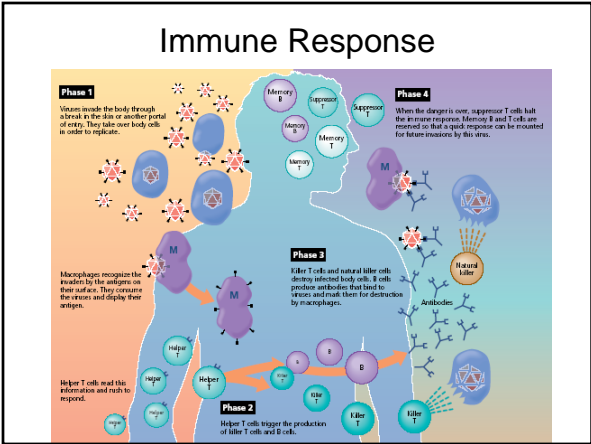 Immune Response
Phase 1
Viruses invade the body through
a break in the skin or another portal
of entry. They take over body cells
in order to replicate.
Memory
B
Suppressor
T
Suppressor
T
Memory
B
Memory
T
Memory
T
Phase 4
When the danger is over, suppressor T cells halt
the immune response. Memory B and T cells are
reserved so that a quick response can be mounted
for future invasions by this virus.
M
M
Macrophages recognize the
invaders by the antigens on
their surface. They consume
the viruses and display their
antigen.
M
Phase 3
Killer T cells and natural killer cells
destroy infected body cells. B cells
produce antibodies that bind to
viruses and mark them for destruction
by macrophages.
Natural
killer
Antibodies
Helper T cells read this
information and rush to
respond.
Helper
T
Helper
T
Helper
T
Helper
T
Helper
T
B
B
B
Killer
T
Killer
T
Killer
T
Killer
T
Phase 2
Helper T cells trigger the production
of killer T cells and B cells.